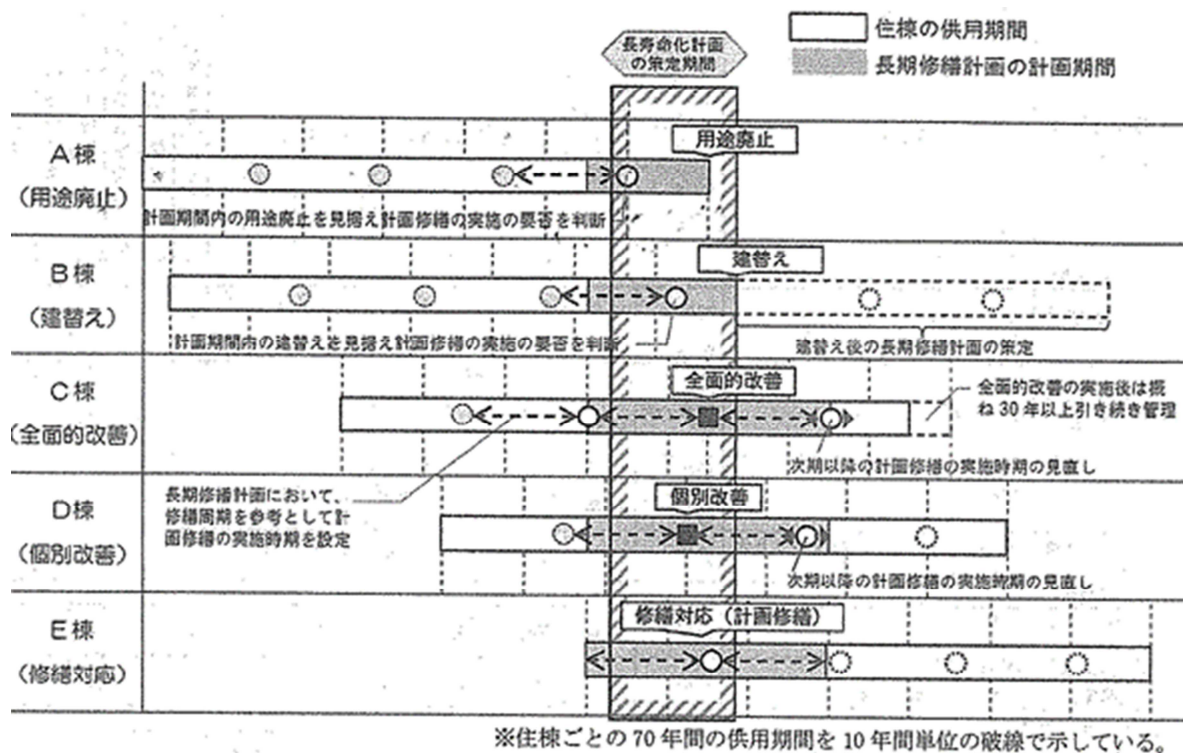 長寿命化計画
の策定期間
住棟の供用期間
長期修繕計画の計画期間
A棟
(用途廃止)
用途廃止
計画期間内の用途廃止を見据え計画修繕の実施の要否を判断
B棟
(建替え)
建替え
計画期間内の建替えを見据え計画修繕の実施の要否を判断
建替え後の長期修繕計画の策定
C棟
(全面的改善)
全面的改善
全面的改善の実施後は概
ね30年以上引き続き管理
次期以降の計画修繕の実施時期の見直し
長期修繕計画において、
修繕周期を参考として計
画修繕の実施時期を設定
D棟
(個別改善)
個別改善
次期以降の計画修繕の実施時期の見直し
E棟
(修繕対応)
修繕対応(計画修繕)
※住棟ごとの70年間の供用期間を10年間単位の破線で示している。